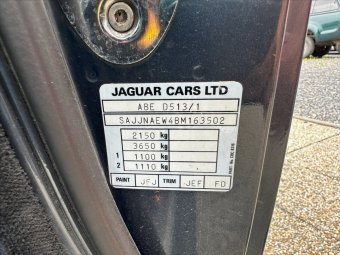 JAGUAR CARS LTD
ABE D513/1
SAJJNAEW4BM163502
2150 kg
3650 kg
1 1100 kg
2 1110 kg
PAINT JFJ TRIM JEF FD